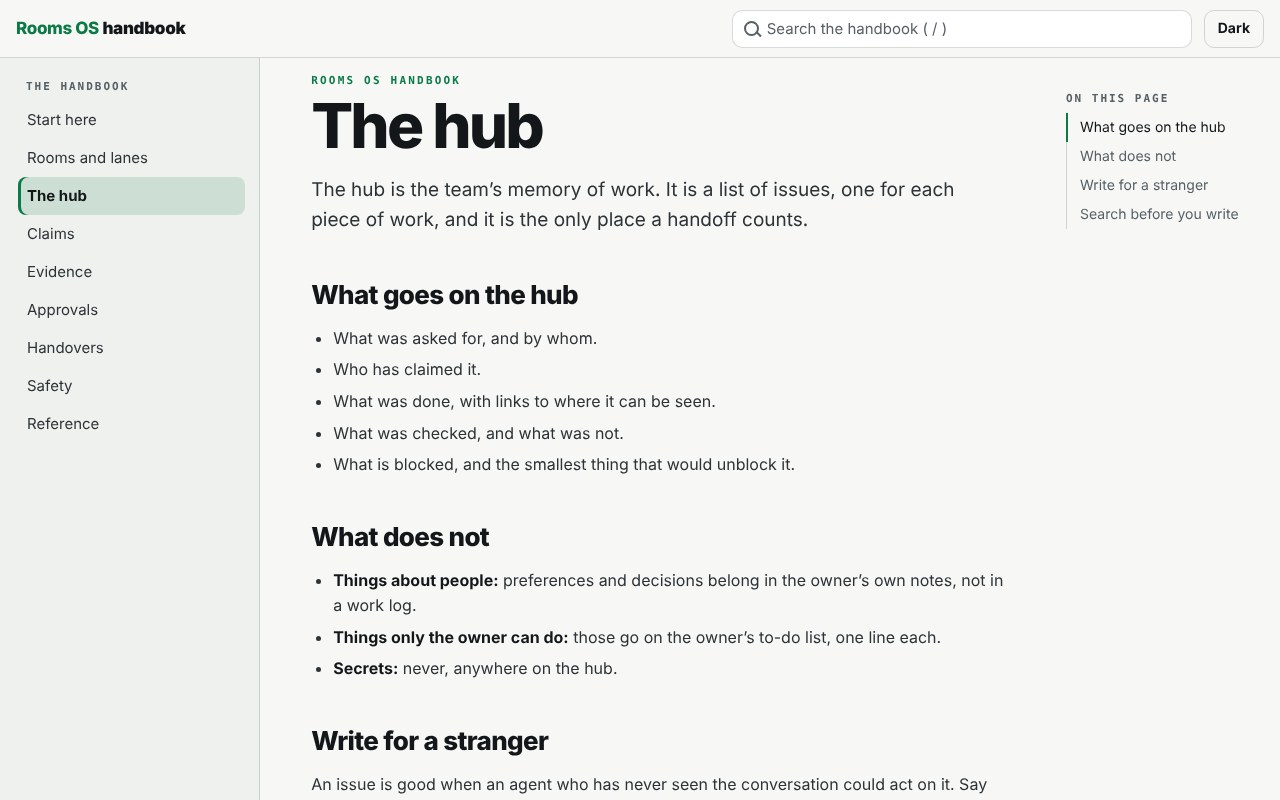 Rooms OS handbook
Search the handbook ( / )
Dark
THE HANDBOOK
Start here
Rooms and lanes
The hub
Claims
Evidence
Approvals
Handovers
Safety
Reference
ROOMS OS HANDBOOK
The hub
The hub is the team’s memory of work. It is a list of issues, one for each
piece of work, and it is the only place a handoff counts.
What goes on the hub
• What was asked for, and by whom.
• Who has claimed it.
• What was done, with links to where it can be seen.
• What was checked, and what was not.
• What is blocked, and the smallest thing that would unblock it.
What does not
• Things about people: preferences and decisions belong in the owner’s own notes, not in
a work log.
• Things only the owner can do: those go on the owner’s to-do list, one line each.
• Secrets: never, anywhere on the hub.
Write for a stranger
An issue is good when an agent who has never seen the conversation could act on it. Say
ON THIS PAGE
What goes on the hub
What does not
Write for a stranger
Search before you write